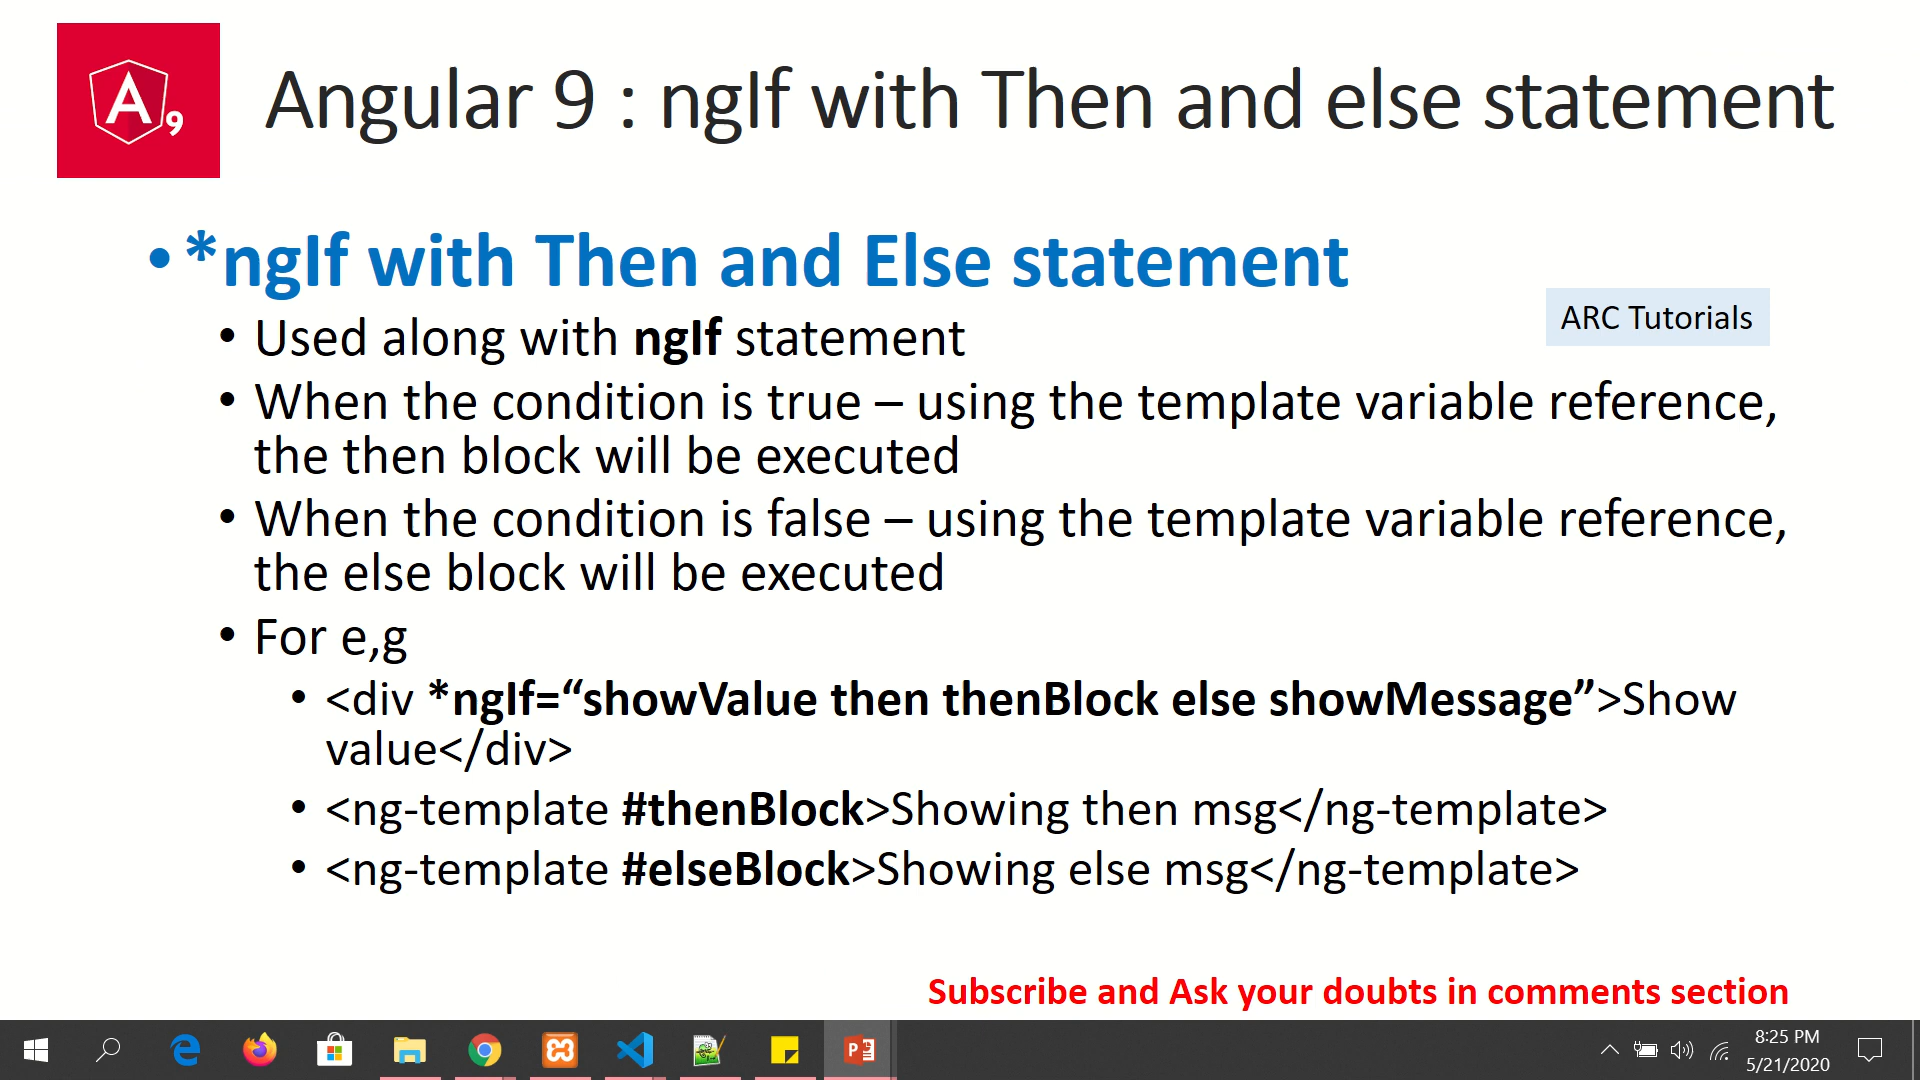 A9
Angular 9 : ngIf with Then and else statement
• *ngIf with Then and Else statement
ARC Tutorials
• Used along with ngIf statement
• When the condition is true – using the template variable reference,
the then block will be executed
• When the condition is false – using the template variable reference,
the else block will be executed
• For e,g
• <div *ngIf=“showValue then thenBlock else showMessage”>Show
value</div>
• <ng-template #thenBlock>Showing then msg</ng-template>
• <ng-template #elseBlock>Showing else msg</ng-template>
Subscribe and Ask your doubts in comments section
8:25 PM
5/21/2020